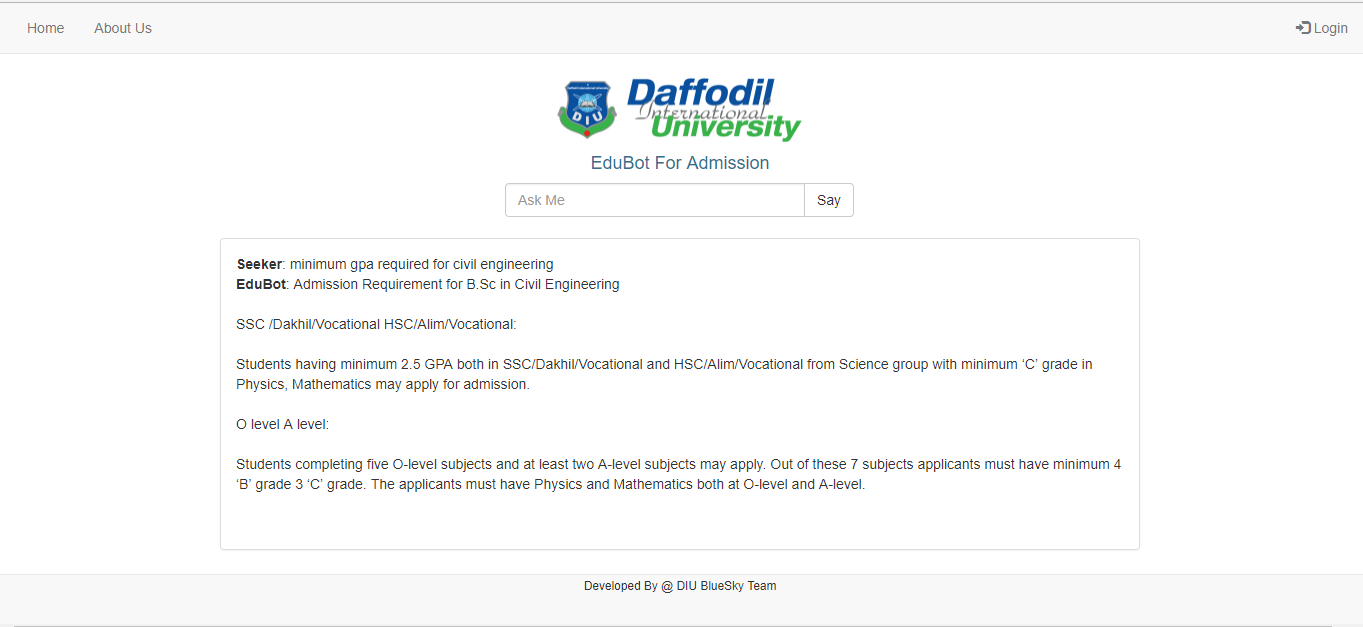 Home About Us Login
DIU
Daffodil
International
University
EduBot For Admission
Ask Me Say
Seeker: minimum gpa required for civil engineering
EduBot: Admission Requirement for B.Sc in Civil Engineering
SSC /Dakhil/Vocational HSC/Alim/Vocational:
Students having minimum 2.5 GPA both in SSC/Dakhil/Vocational and HSC/Alim/Vocational from Science group with minimum ‘C’ grade in
Physics, Mathematics may apply for admission.
O level A level:
Students completing five O-level subjects and at least two A-level subjects may apply. Out of these 7 subjects applicants must have minimum 4
‘B’ grade 3 ‘C’ grade. The applicants must have Physics and Mathematics both at O-level and A-level.
Developed By @ DIU BlueSky Team